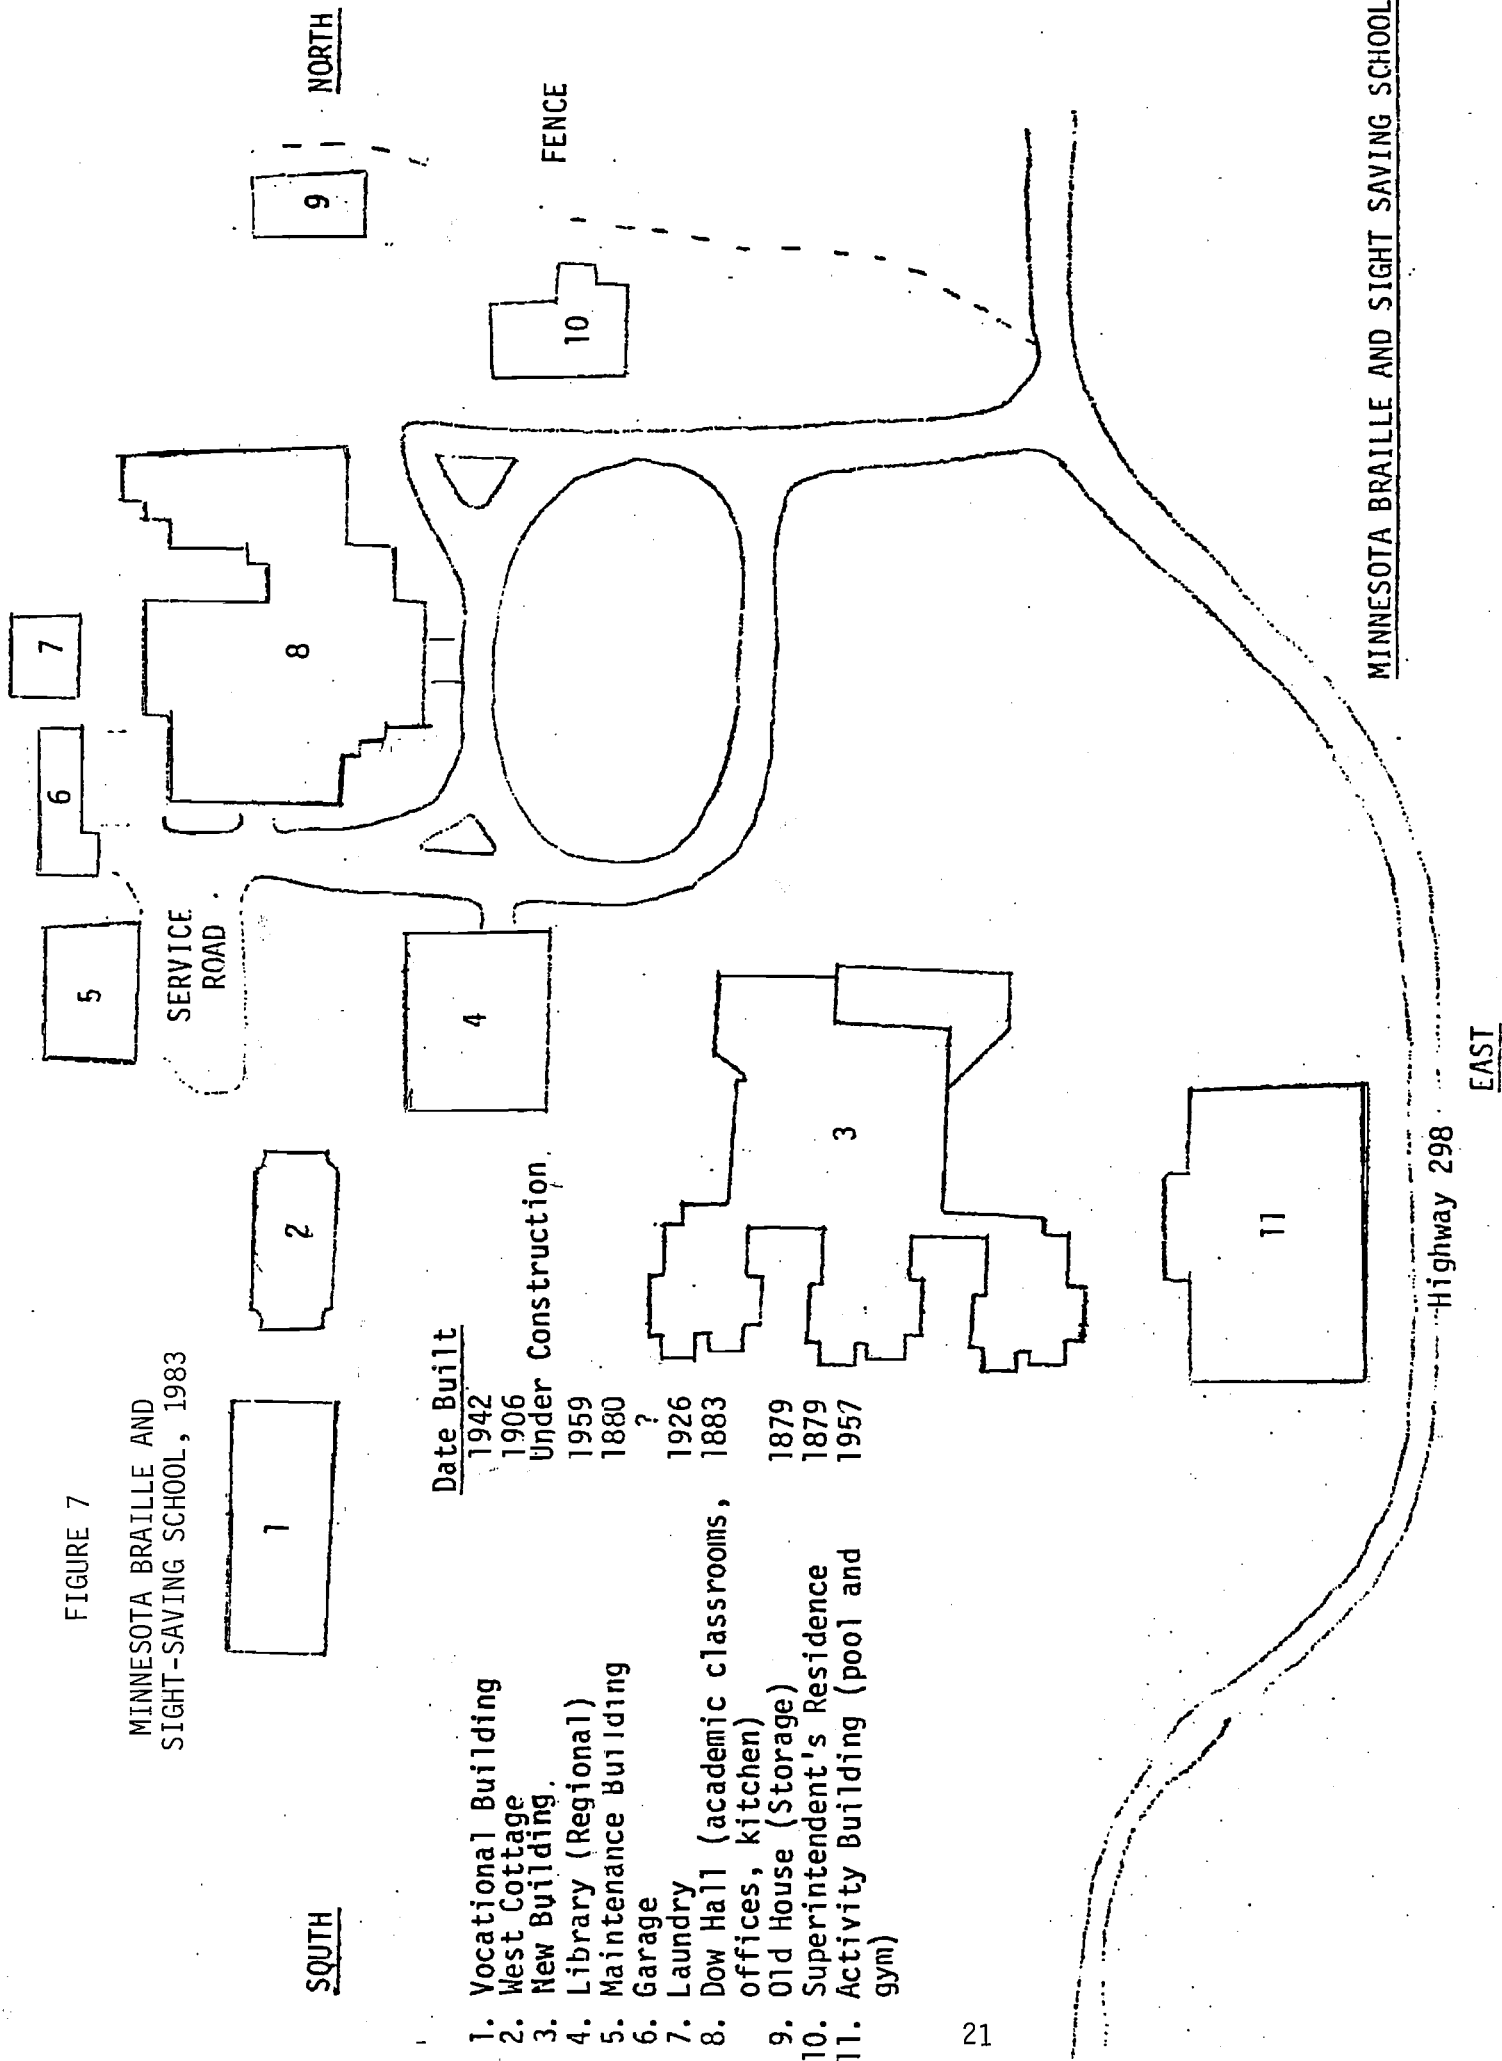 FIGURE 7
MINNESOTA BRAILLE AND
SIGHT-SAVING SCHOOL, 1983
SOUTH
NORTH
FENCE
SERVICE
ROAD
1
2
3
4
5
6
7
8
9
10
11
Date Built
1. Vocational Building 1942
2. West Cottage 1906
3. New Building. Under Construction.
4. Library (Regional) 1959
5. Maintenance Building 1880
6. Garage ?
7. Laundry 1926
8. Dow Hall (academic classrooms, 1883
offices, kitchen)
9. Old House (Storage) 1879
10. Superintendent's Residence 1879
11. Activity Building (pool and 1957
gym)
Highway 298
EAST
MINNESOTA BRAILLE AND SIGHT SAVING SCHOOL
21